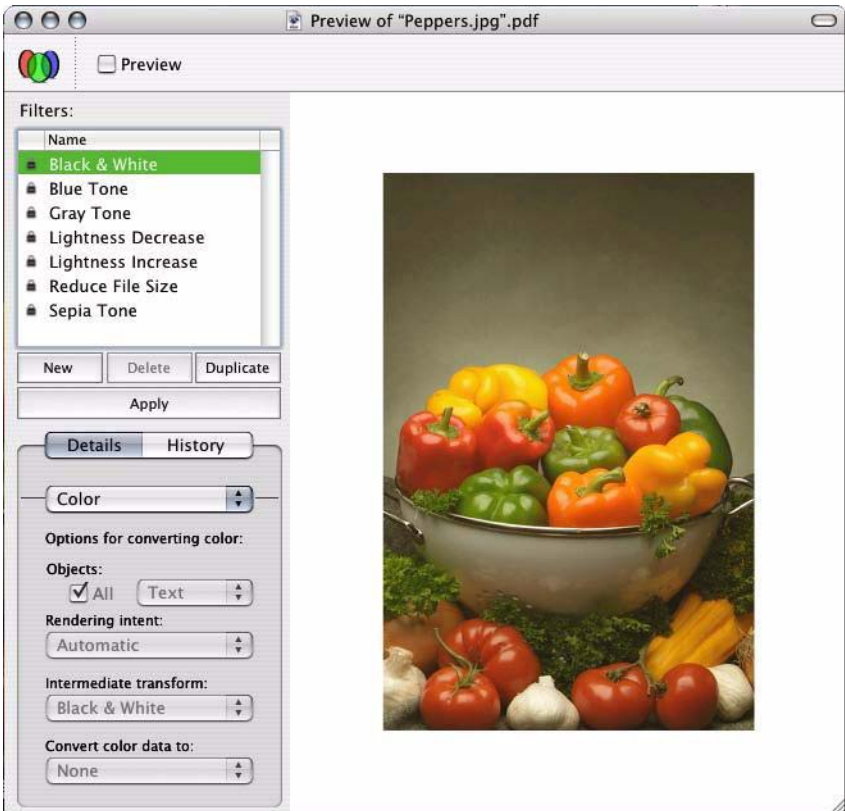 Preview of “Peppers.jpg”.pdf
Preview
Filters:
Name
Black & White
Blue Tone
Gray Tone
Lightness Decrease
Lightness Increase
Reduce File Size
Sepia Tone
New Delete Duplicate
Apply
Details History
Color
Options for converting color:
Objects:
All Text
Rendering intent:
Automatic
Intermediate transform:
Black & White
Convert color data to:
None